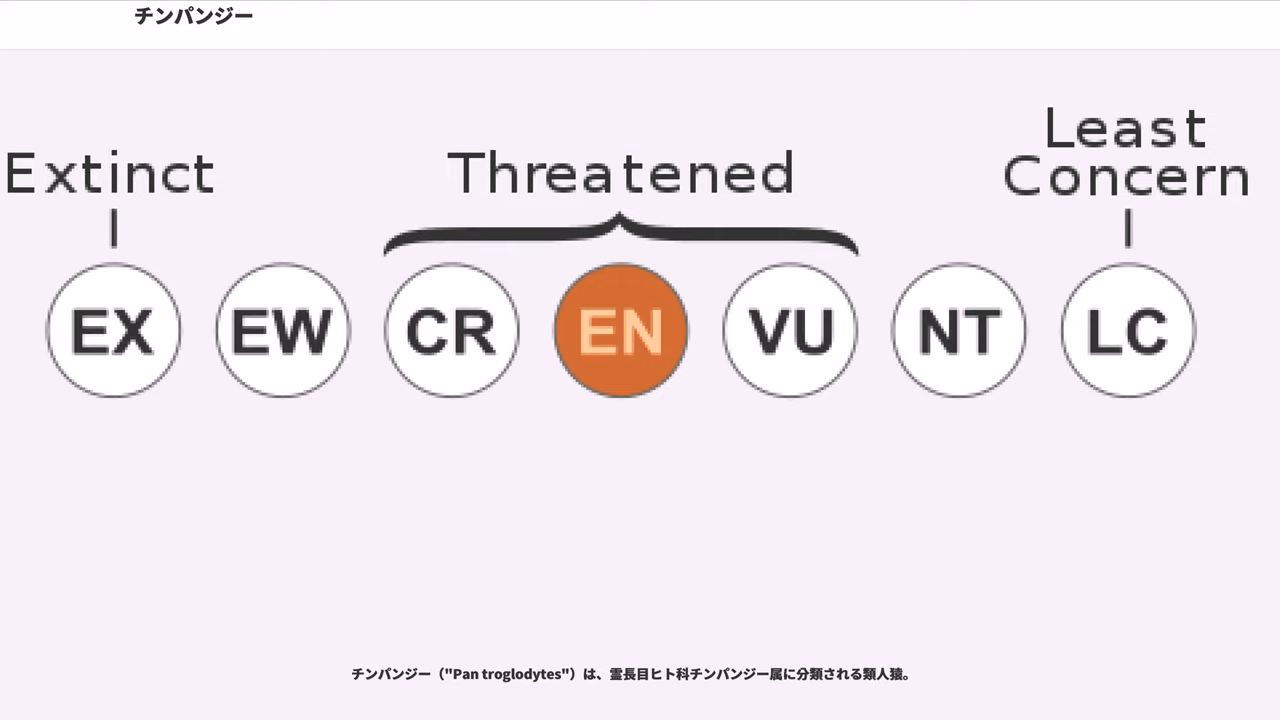 チンパンジー
Least
Extinct Threatened Concern
EX EW CR EN VU NT LC
チンパンジー（"Pan troglodytes"）は、霊長目ヒト科チンパンジー属に分類される類人猿。